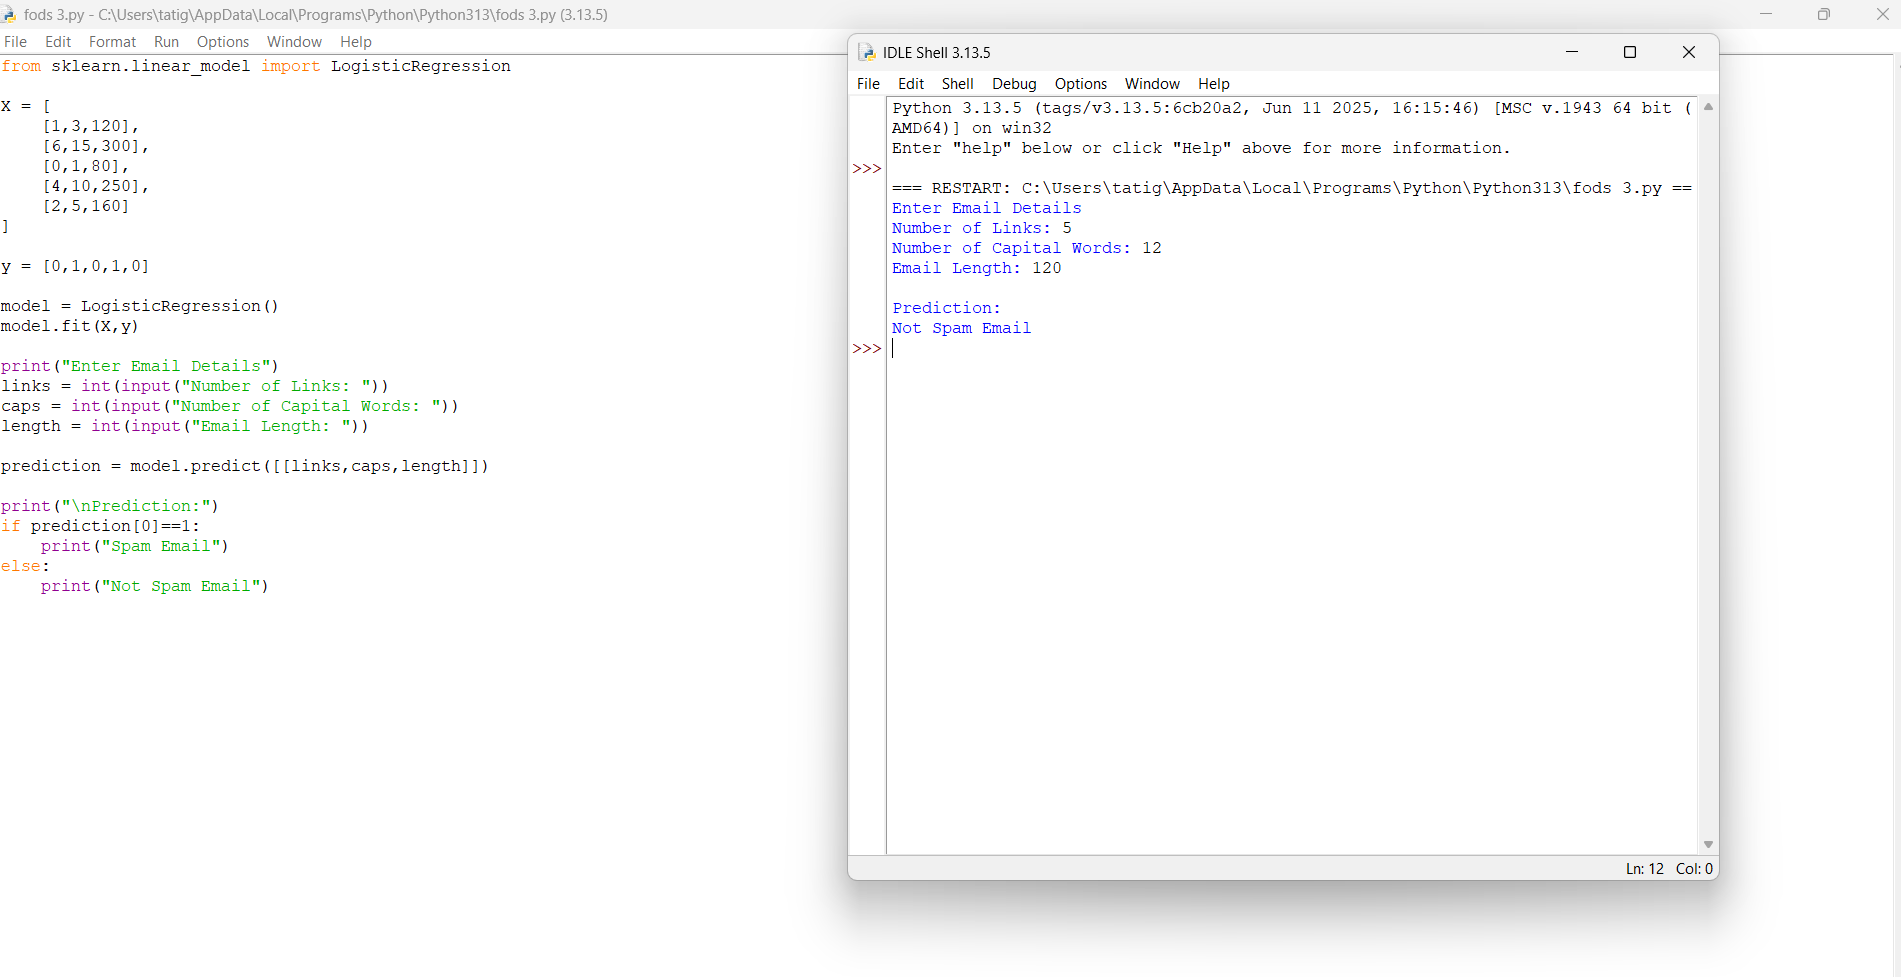 fods 3.py - C:\Users\tatig\AppData\Local\Programs\Python\Python313\fods 3.py (3.13.5)
File Edit Format Run Options Window Help
from sklearn.linear_model import LogisticRegression
X = [
[1,3,120],
[6,15,300],
[0,1,80],
[4,10,250],
[2,5,160]
]
y = [0,1,0,1,0]
model = LogisticRegression()
model.fit(X,y)
print("Enter Email Details")
links = int(input("Number of Links: "))
caps = int(input("Number of Capital Words: "))
length = int(input("Email Length: "))
prediction = model.predict([[links,caps,length]])
print("\nPrediction:")
if prediction[0]==1:
print("Spam Email")
else:
print("Not Spam Email")
IDLE Shell 3.13.5
File Edit Shell Debug Options Window Help
Python 3.13.5 (tags/v3.13.5:6cb20a2, Jun 11 2025, 16:15:46) [MSC v.1943 64 bit (
AMD64)] on win32
Enter "help" below or click "Help" above for more information.
>>>
=== RESTART: C:\Users\tatig\AppData\Local\Programs\Python\Python313\fods 3.py ==
Enter Email Details
Number of Links: 5
Number of Capital Words: 12
Email Length: 120
Prediction:
Not Spam Email
>>>
Ln: 12 Col: 0